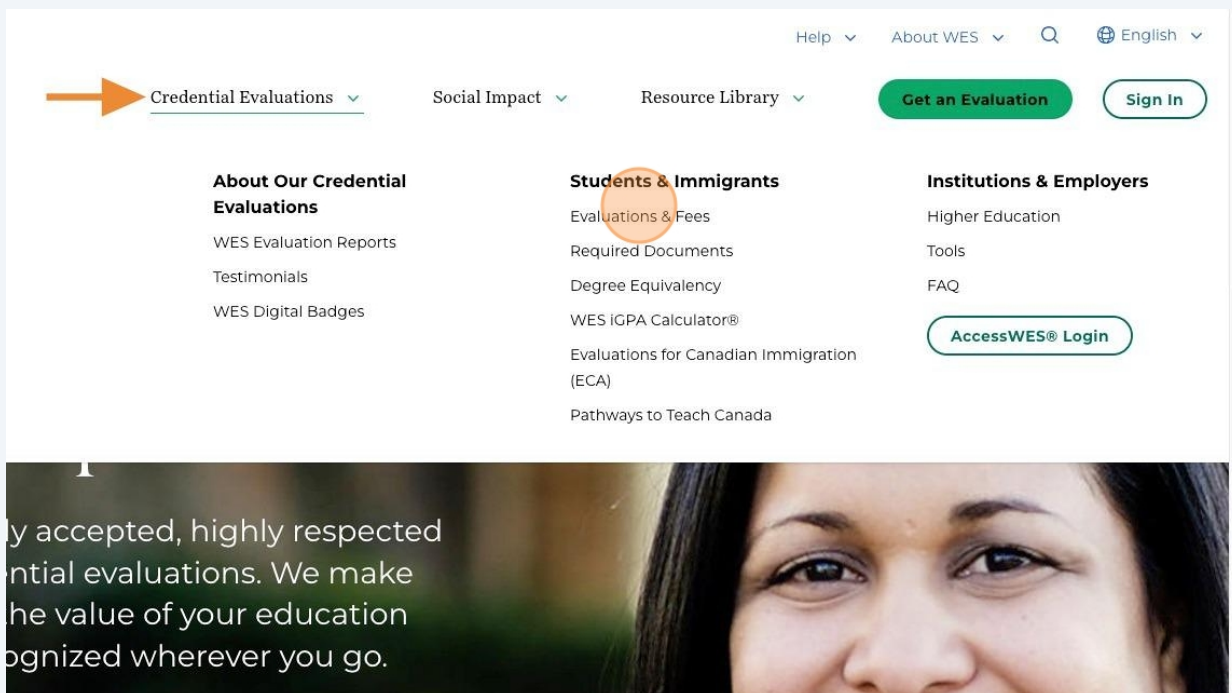 Help
About WES
English
Credential Evaluations
Social Impact
Resource Library
Get an Evaluation
Sign In
About Our Credential
Evaluations
WES Evaluation Reports
Testimonials
WES Digital Badges
Students & Immigrants
Evaluations & Fees
Required Documents
Degree Equivalency
WES iGPA Calculator®
Evaluations for Canadian Immigration
(ECA)
Pathways to Teach Canada
Institutions & Employers
Higher Education
Tools
FAQ
AccessWES® Login
ly accepted, highly respected
ential evaluations. We make
he value of your education
ognized wherever you go.